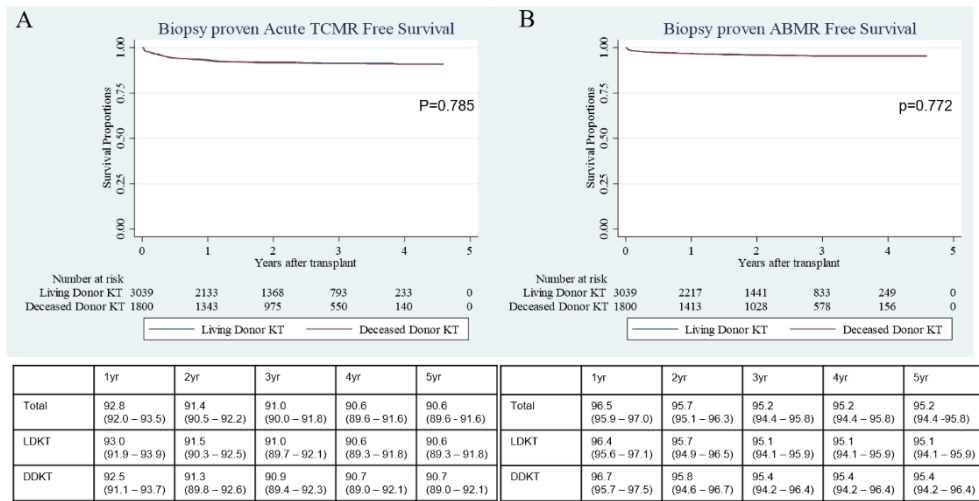 A
Biopsy proven Acute TCMR Free Survival
1.00
0.75
0.50
0.25
0.00
Survival Proportions
P=0.785
0 1 2 3 4 5
Years after transplant
Number at risk
Living Donor KT 3039 2133 1368 793 233 0
Deceased Donor KT 1800 1343 975 550 140 0
Living Donor KT Deceased Donor KT
B
Biopsy proven ABMR Free Survival
1.00
0.75
0.50
0.25
0.00
Survival Proportions
p=0.772
0 1 2 3 4 5
Years after transplant
Number at risk
Living Donor KT 3039 2217 1441 833 249 0
Deceased Donor KT 1800 1413 1028 578 156 0
Living Donor KT Deceased Donor KT
1yr 2yr 3yr 4yr 5yr
Total 92.8 91.4 91.0 90.6 90.6
(92.0 – 93.5) (90.5 – 92.2) (90.0 – 91.8) (89.6 – 91.6) (89.6 - 91.6)
LDKT 93.0 91.5 91.0 90.6 90.6
(91.9 – 93.9) (90.3 – 92.5) (89.7 – 92.1) (89.3 – 91.8) (89.3 – 91.8)
DDKT 92.5 91.3 90.9 90.7 90.7
(91.1 – 93.7) (89.8 – 92.6) (89.4 – 92.3) (89.0 – 92.1) (89.0 – 92.1)
1yr 2yr 3yr 4yr 5yr
Total 96.5 95.7 95.2 95.2 95.2
(95.9 – 97.0) (95.1 – 96.3) (94.4 – 95.8) (94.4 – 95.8) (94.4 -95.8)
LDKT 96.4 95.7 95.1 95.1 95.1
(95.6 – 97.1) (94.9 – 96.5) (94.1 – 95.9) (94.1 – 95.9) (94.1 – 95.9)
DDKT 96.7 95.8 95.4 95.4 95.4
(95.7 – 97.5) (94.6 – 96.7) (94.2 – 96.4) (94.2 – 96.4) (94.2 – 96.4)